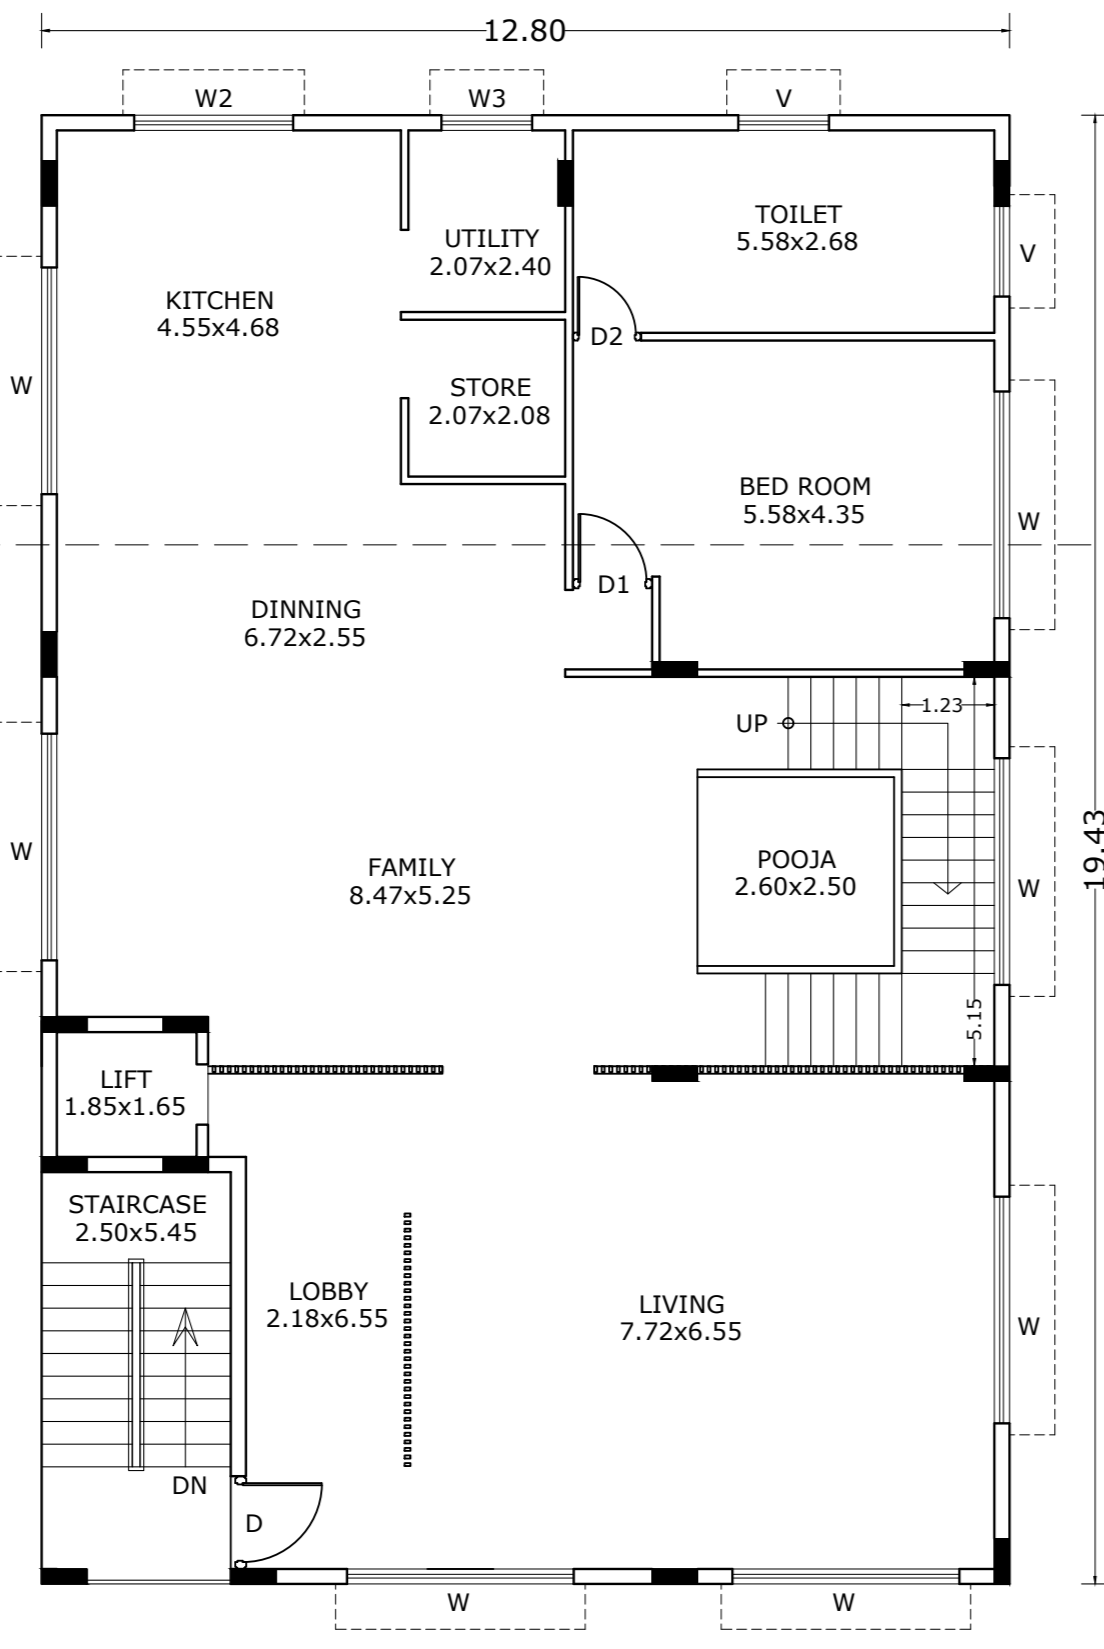 12.80
W2
W3
V
TOILET
5.58x2.68
UTILITY
2.07x2.40
V
KITCHEN
4.55x4.68
D2
W
STORE
2.07x2.08
BED ROOM
5.58x4.35
W
D1
DINNING
6.72x2.55
1.23
UP
W
FAMILY
8.47x5.25
POOJA
2.60x2.50
W
19.43
5.15
LIFT
1.85x1.65
STAIRCASE
2.50x5.45
LOBBY
2.18x6.55
LIVING
7.72x6.55
W
DN
D
W
W